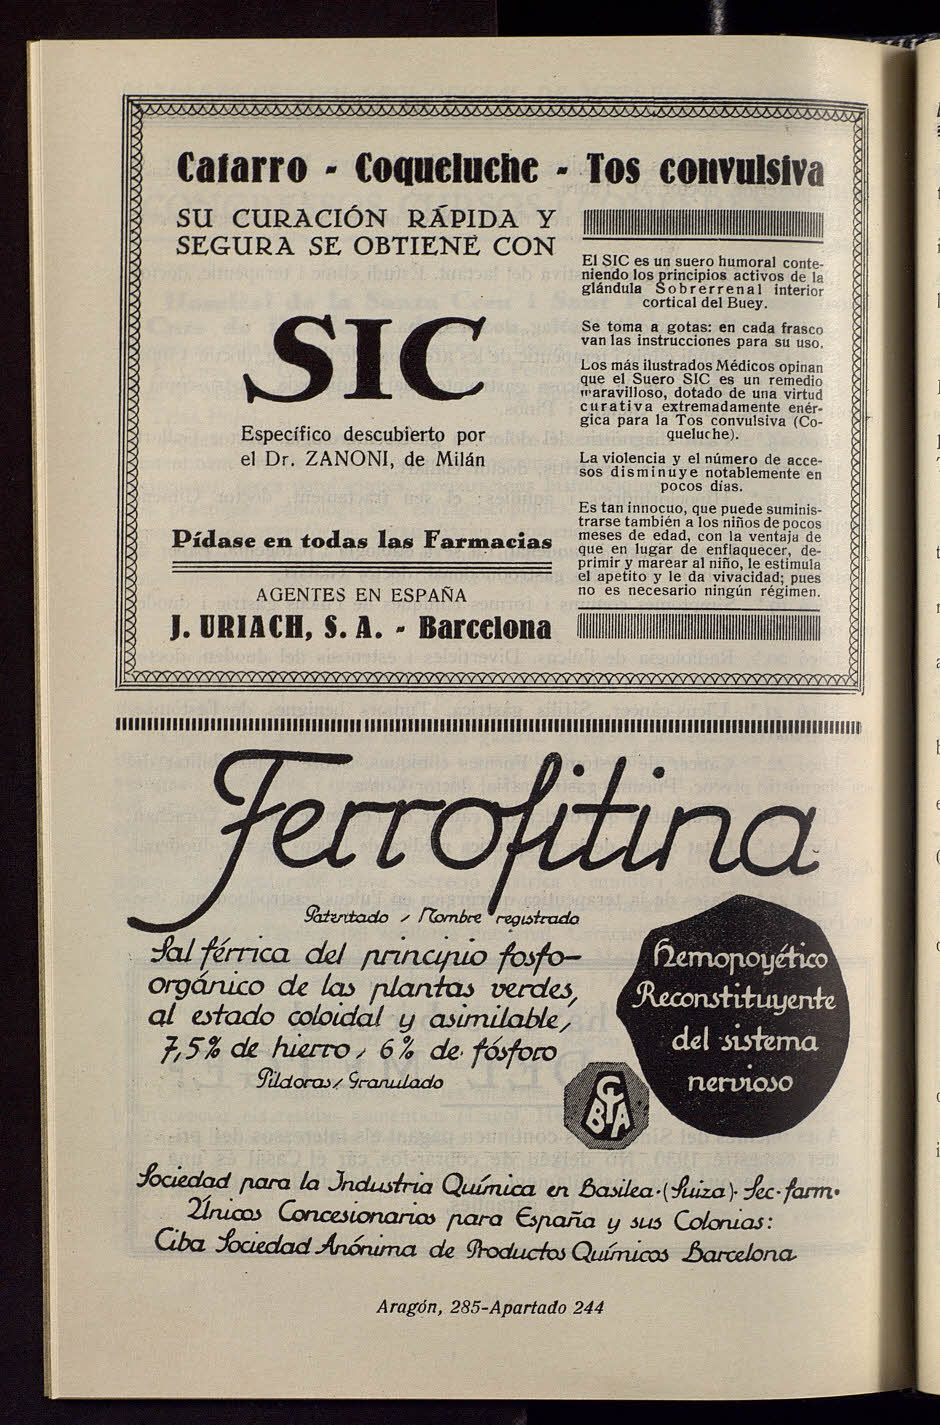 Catarro - Coqueluche - Tos convulsiva
SU CURACIÓN RÁPIDA Y
SEGURA SE OBTIENE CON
SIC
Específico descubierto por
el Dr. ZANONI, de Milán
Pídase en todas las Farmacias
AGENTES EN ESPAÑA
J. URIACH, S. A. - Barcelona
El SIC es un suero humoral conte-
niendo los principios activos de la
glándula Sobrerrenal interior
cortical del Buey.
Se toma a gotas: en cada frasco
van las instrucciones para su uso.
Los más ilustrados Médicos opinan
que el Suero SIC es un remedio
maravilloso, dotado de una virtud
curativa extremadamente enér-
gica para la Tos convulsiva (Co-
queluche).
La violencia y el número de acce-
sos disminuye notablemente en
pocos días.
Es tan innocuo, que puede suminis-
trarse también a los niños de pocos
meses de edad, con la ventaja de
que en lugar de enflaquecer, de-
primir y marear al niño, le estimula
el apetito y le da vivacidad; pues
no es necesario ningún régimen.
Ferrofitina
Patentado / Nombre registrado
Sal férrica del principio fosfo-
orgánico de las plantas verdes,
al estado coloidal y asimilable,
7,5% de hierro, 6% de fósforo
Píldoras / Granulado
Hemopoyético
Reconstituyente
del sistema
nervioso
CIBA
Sociedad para la Industria Química en Basilea·(Suiza)·Sec·farm·
Únicos Concesionarios para España y sus Colonias:
Ciba Sociedad Anónima de Productos Químicos Barcelona
Aragón, 285-Apartado 244